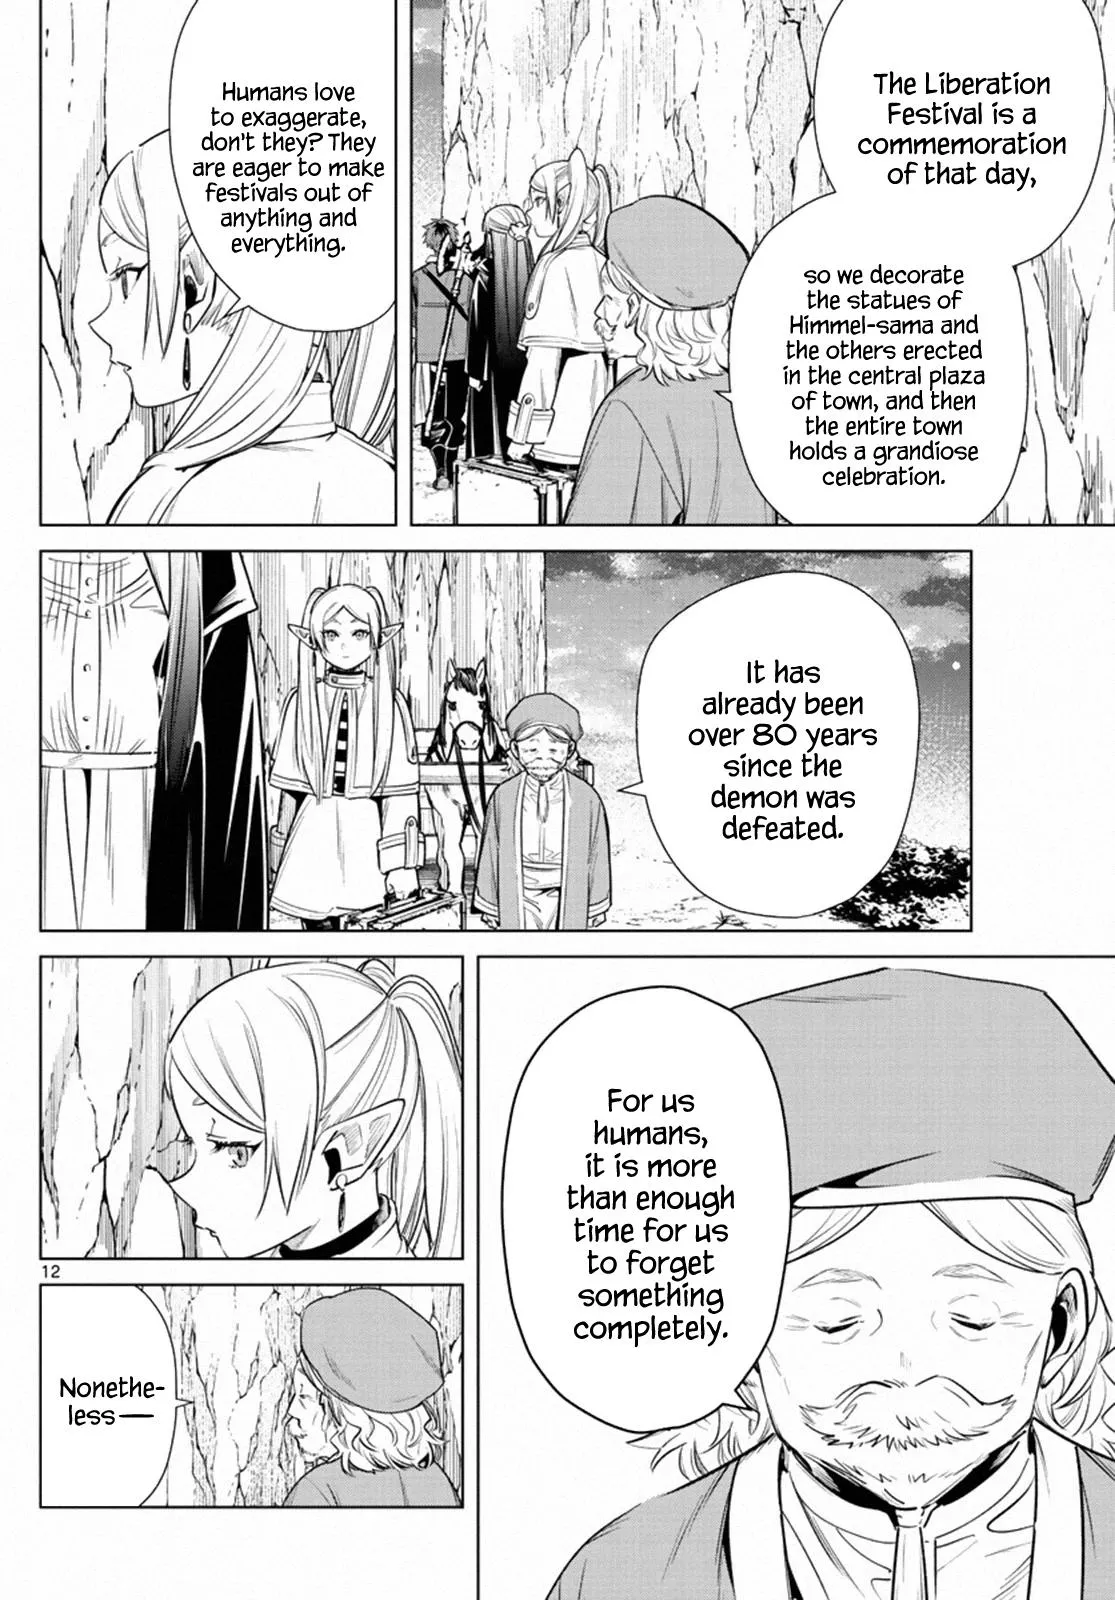 The Liberation
Festival is a
commemoration
of that day,
so we decorate
the statues of
Himmel-sama and
the others erected
in the central plaza
of town, and then
the entire town
holds a grandiose
celebration.
Humans love
to exaggerate,
don't they? They
are eager to make
festivals out of
anything and
everything.
It has
already been
over 80 years
since the
demon was
defeated.
For us
humans,
it is more
than enough
time for us
to forget
something
completely.
12
Nonethe-
less—